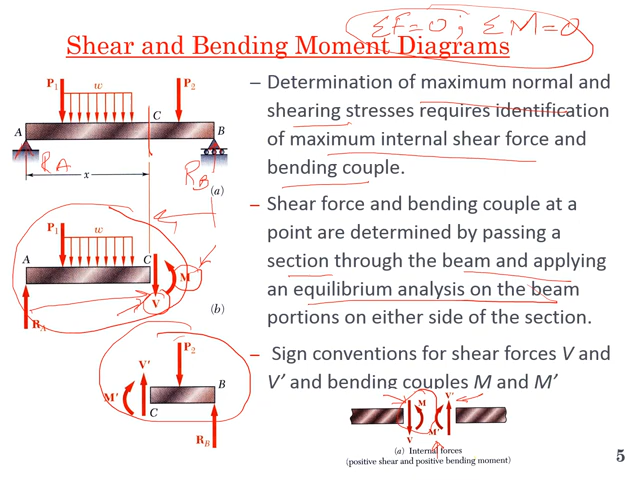 ΣF=0 ; ΣM=0
Shear and Bending Moment Diagrams
– Determination of maximum normal and
shearing stresses requires identification
of maximum internal shear force and
bending couple.
– Shear force and bending couple at a
point are determined by passing a
section through the beam and applying
an equilibrium analysis on the beam
portions on either side of the section.
– Sign conventions for shear forces V and
V' and bending couples M and M'
P1
w
P2
C
A
B
RA
RB
x
(a)
P1
w
A
C
M
V
RA
(b)
P2
V'
M'
B
C
RB
M
V'
M'
V
(a) Internal forces
(positive shear and positive bending moment)
5